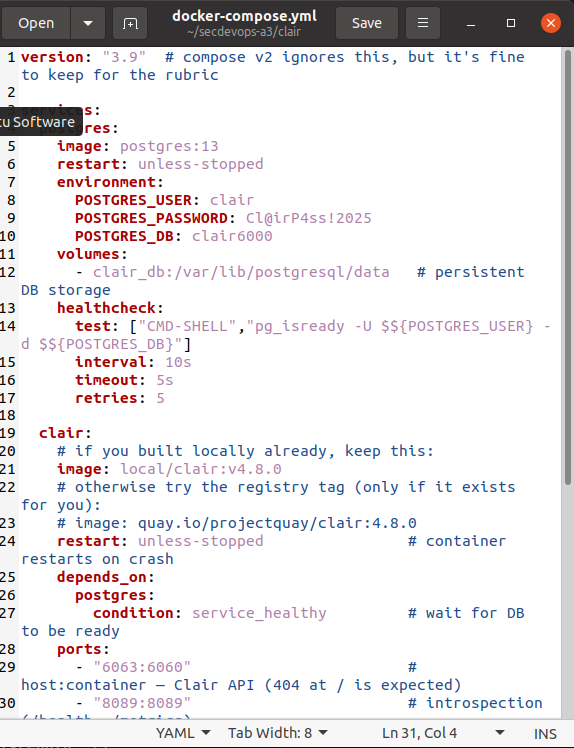 Open
docker-compose.yml
~/secdevops-a3/clair
Save
1 version: "3.9"  # compose v2 ignores this, but it's fine
to keep for the rubric
2
es:
tu Software
res:
5     image: postgres:13
6     restart: unless-stopped
7     environment:
8       POSTGRES_USER: clair
9       POSTGRES_PASSWORD: Cl@irP4ss!2025
10       POSTGRES_DB: clair6000
11     volumes:
12       - clair_db:/var/lib/postgresql/data   # persistent
DB storage
13     healthcheck:
14       test: ["CMD-SHELL","pg_isready -U $${POSTGRES_USER} -
d $${POSTGRES_DB}"]
15       interval: 10s
16       timeout: 5s
17       retries: 5
18
19   clair:
20     # if you built locally already, keep this:
21     image: local/clair:v4.8.0
22     # otherwise try the registry tag (only if it exists
for you):
23     # image: quay.io/projectquay/clair:4.8.0
24     restart: unless-stopped                # container
restarts on crash
25     depends_on:
26       postgres:
27         condition: service_healthy         # wait for DB
to be ready
28     ports:
29       - "6063:6060"                        #
host:container — Clair API (404 at / is expected)
30       - "8089:8089"                        # introspection
YAML
Tab Width: 8
Ln 31, Col 4
INS